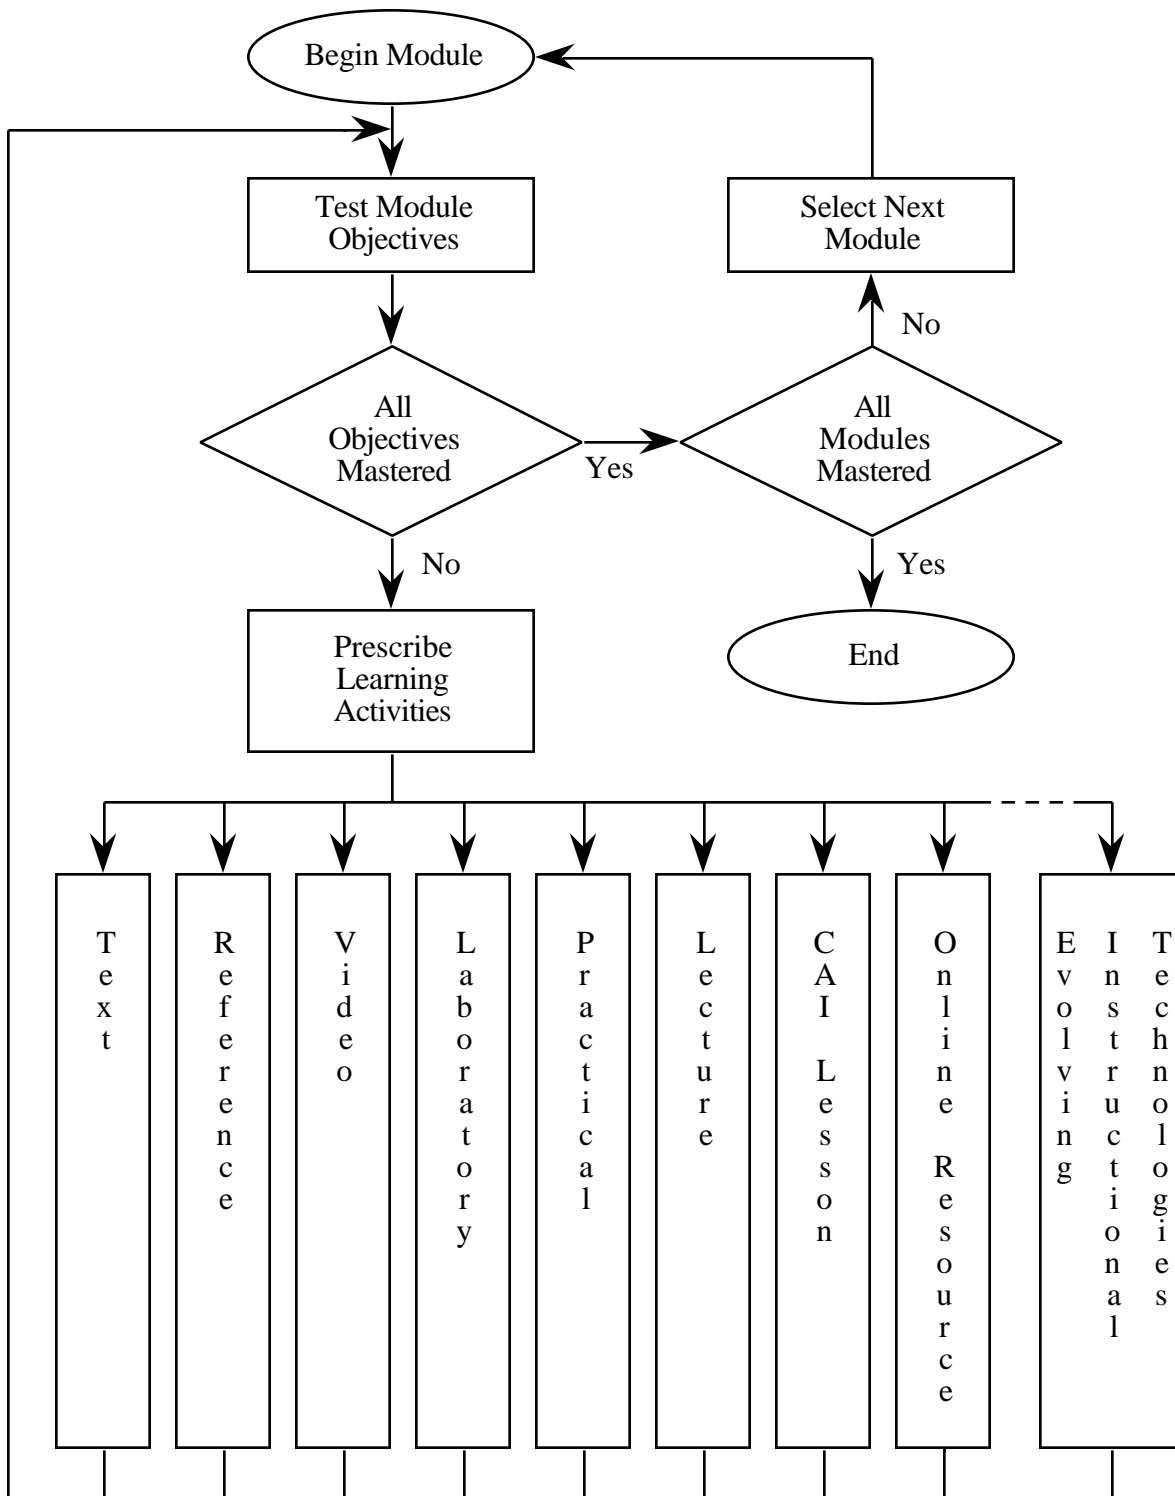 Begin Module
Test Module
Objectives
Select Next
Module
No
All
Objectives
Mastered
Yes
All
Modules
Mastered
No
Yes
Prescribe
Learning
Activities
End
Text
Reference
Video
Laboratory
Practical
Lecture
CAI Lesson
Online Resource
Evolving
Instructional
Technologies